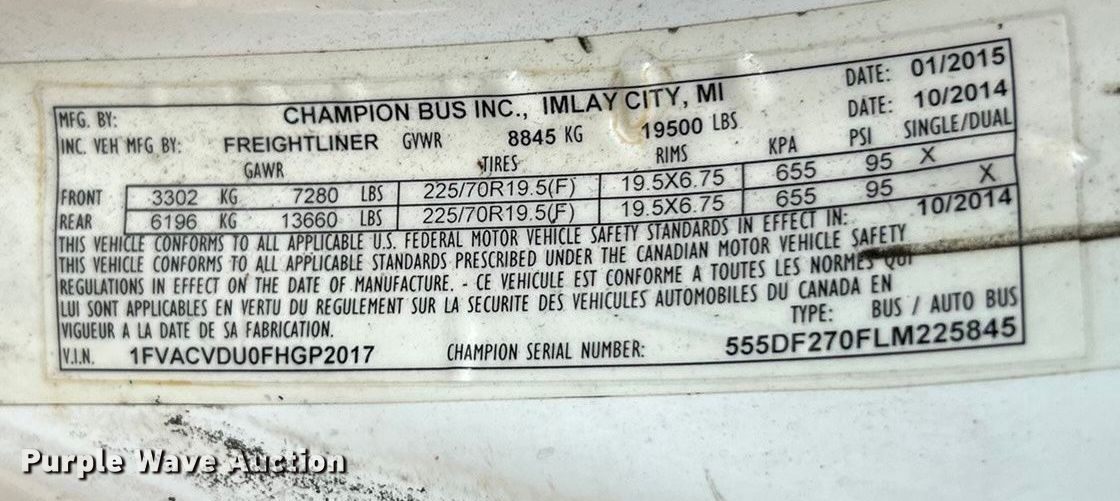 MFG. BY: CHAMPION BUS INC., IMLAY CITY, MI DATE: 01/2015
INC. VEH MFG BY: FREIGHTLINER GVWR 8845 KG 19500 LBS DATE: 10/2014
GAWR TIRES RIMS KPA PSI SINGLE/DUAL
FRONT 3302 KG 7280 LBS 225/70R19.5(F) 19.5X6.75 655 95 X
REAR 6196 KG 13660 LBS 225/70R19.5(F) 19.5X6.75 655 95 X
THIS VEHICLE CONFORMS TO ALL APPLICABLE U.S. FEDERAL MOTOR VEHICLE SAFETY STANDARDS IN EFFECT IN: 10/2014
THIS VEHICLE CONFORMS TO ALL APPLICABLE STANDARDS PRESCRIBED UNDER THE CANADIAN MOTOR VEHICLE SAFETY
REGULATIONS IN EFFECT ON THE DATE OF MANUFACTURE. - CE VEHICULE EST CONFORME A TOUTES LES NORMES QUI
LUI SONT APPLICABLES EN VERTU DU REGULEMENT SUR LA SECURITE DES VEHICULES AUTOMOBILES DU CANADA EN
VIGUEUR A LA DATE DE SA FABRICATION. TYPE: BUS / AUTO BUS
V.I.N. 1FVACVDU0FHGP2017 CHAMPION SERIAL NUMBER: 555DF270FLM225845
Purple Wave Auction